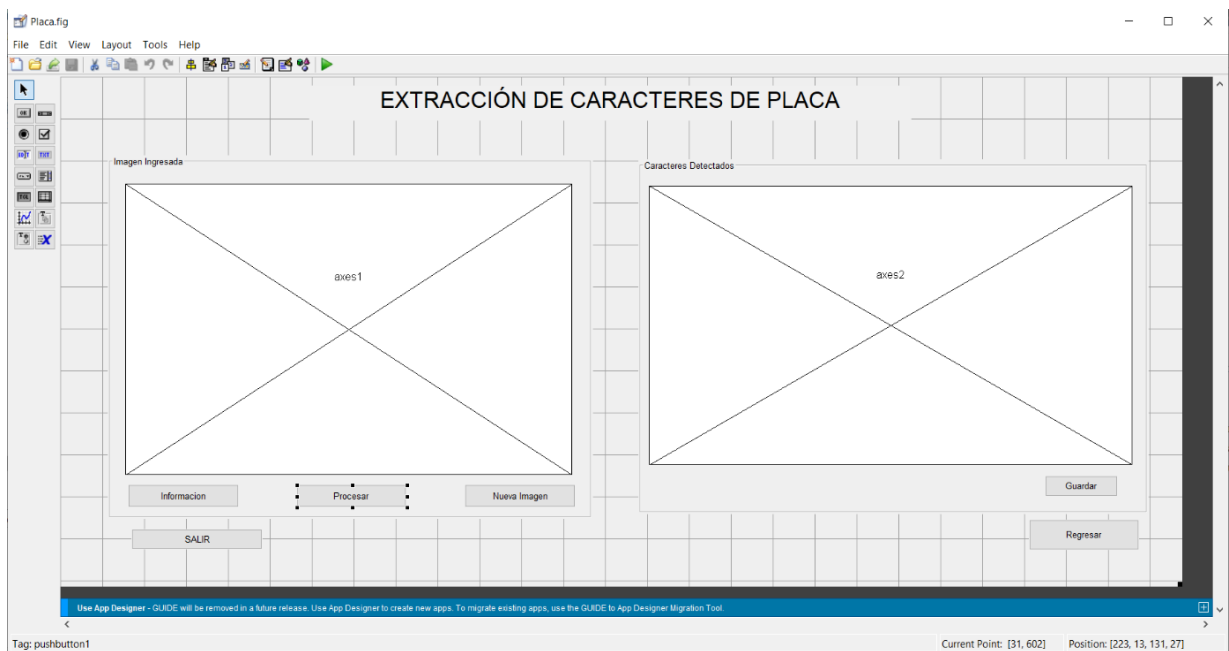 Placa.fig
File Edit View Layout Tools Help
EXTRACCIÓN DE CARACTERES DE PLACA
Imagen Ingresada
Caracteres Detectados
axes1
axes2
Informacion
Procesar
Nueva Imagen
Guardar
SALIR
Regresar
Use App Designer - GUIDE will be removed in a future release. Use App Designer to create new apps. To migrate existing apps, use the GUIDE to App Designer Migration Tool.
Tag: pushbutton1
Current Point: [31, 602]
Position: [223, 13, 131, 27]